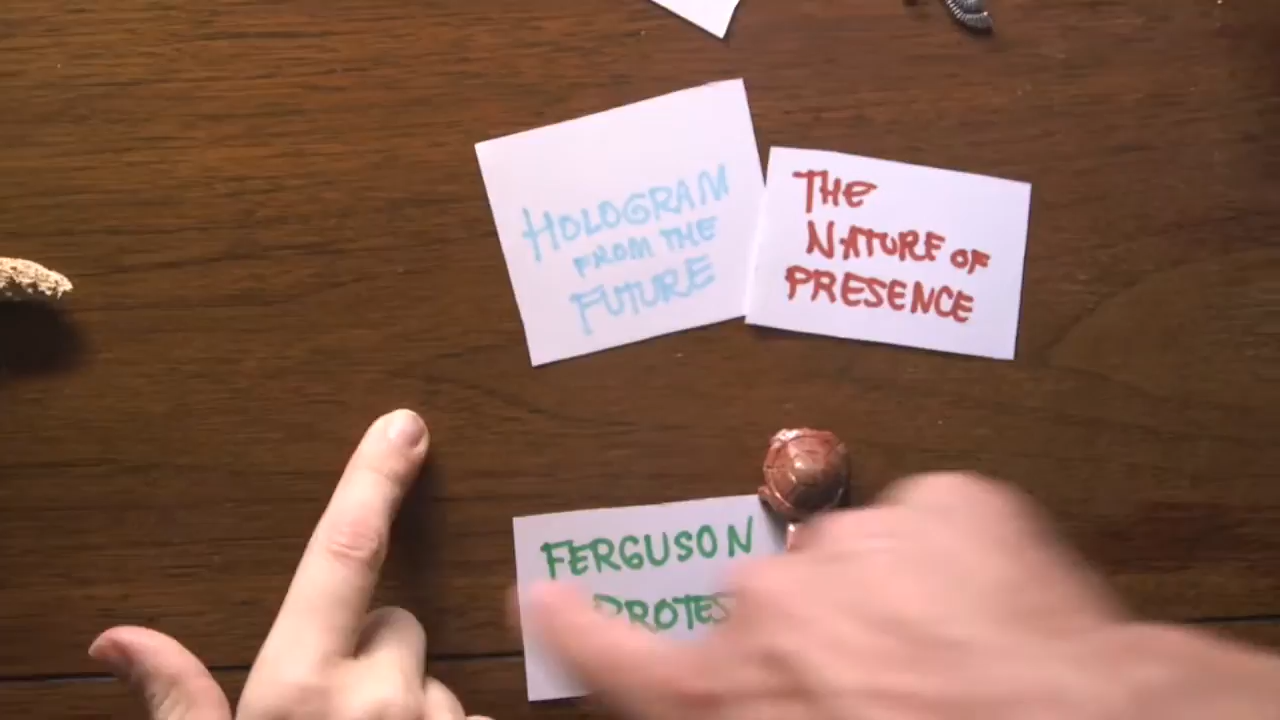 HOLOGRAM
FROM THE
FUTURE
THE
NATURE OF
PRESENCE
FERGUSON